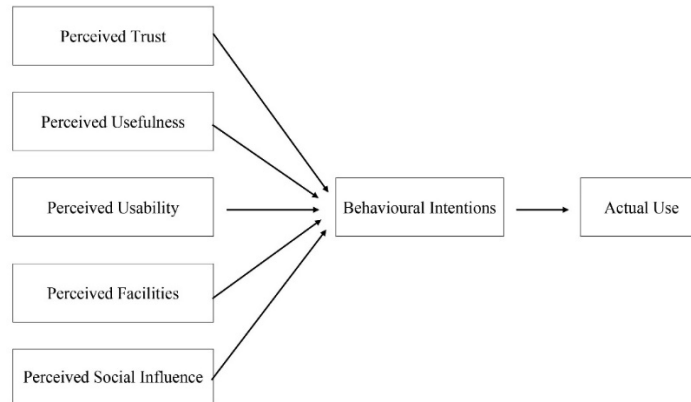 Perceived Trust
Perceived Usefulness
Perceived Usability
Perceived Facilities
Perceived Social Influence
Behavioural Intentions
Actual Use